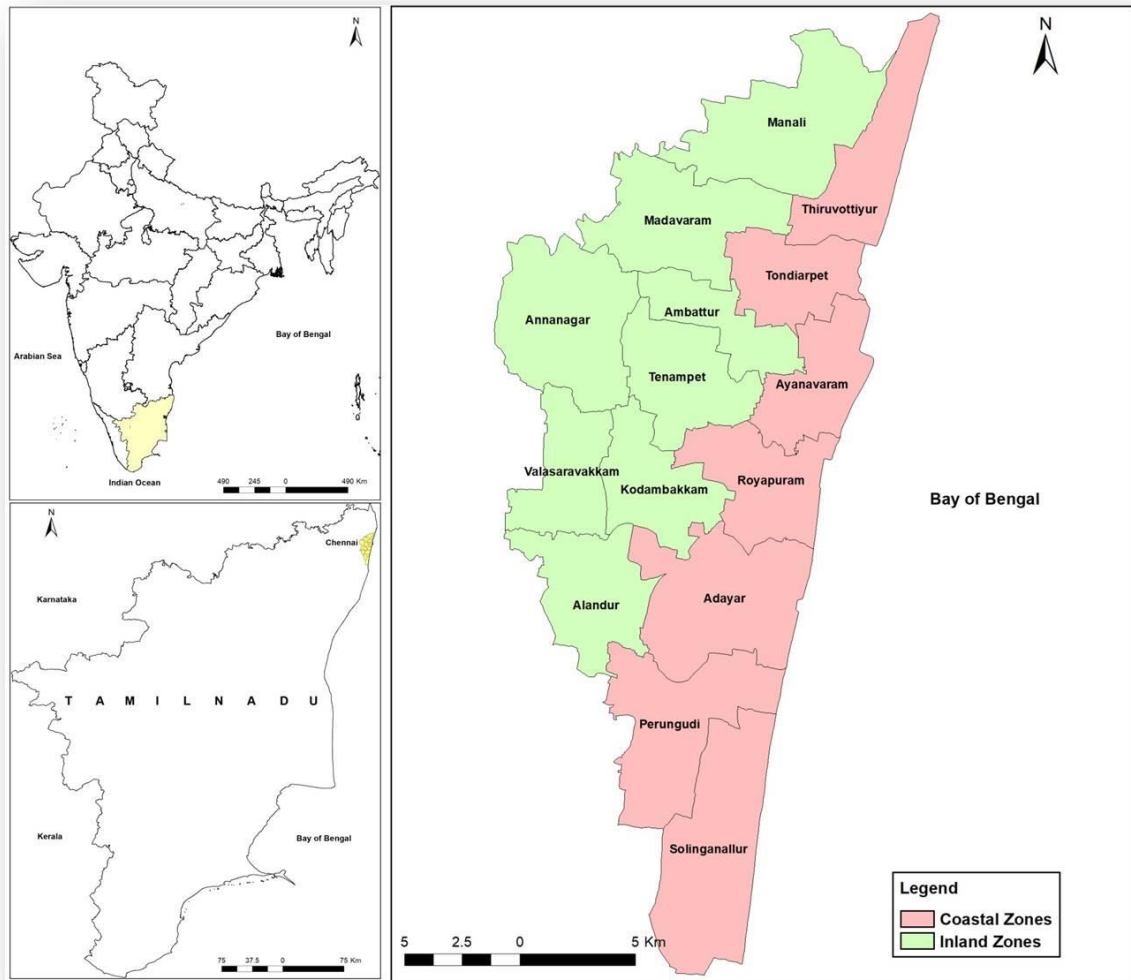 N
Bay of Bengal
Arabian Sea
Indian Ocean
490 245 0 490 Km
N
Chennai
Karnataka
T A M I L N A D U
Kerala
Bay of Bengal
75 37.5 0 75 Km
N
Manali
Thiruvottiyur
Madavaram
Tondiarpet
Ambattur
Annanagar
Tenampet
Ayanavaram
Valasaravakkam
Kodambakkam
Royapuram
Bay of Bengal
Adayar
Alandur
Perungudi
Solinganallur
5 2.5 0 5 Km
Legend
Coastal Zones
Inland Zones